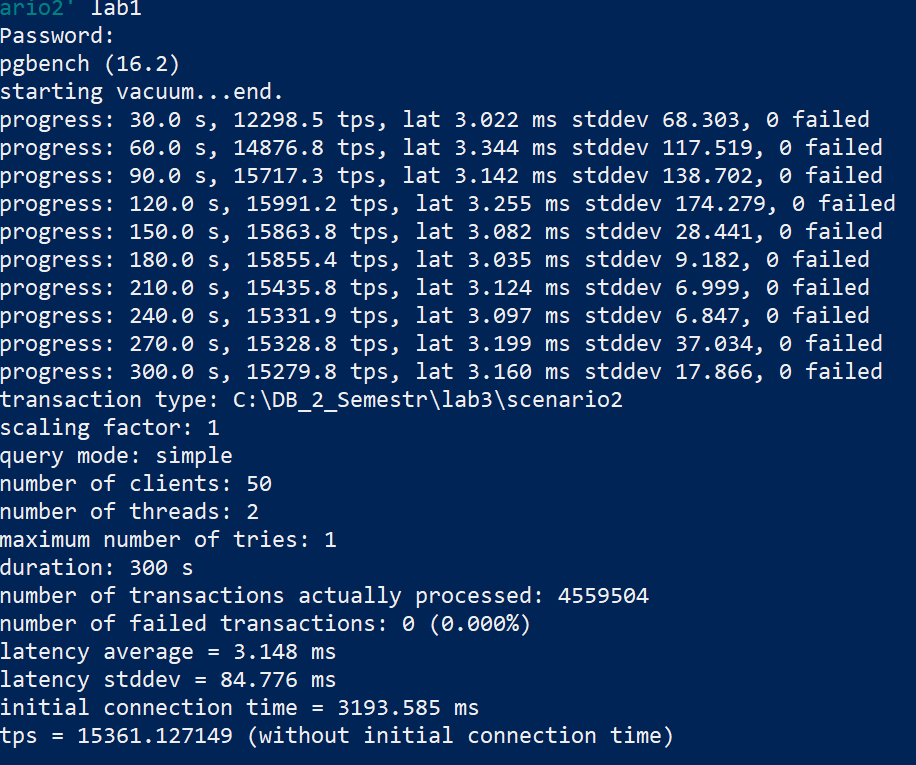 ario2' lab1
Password:
pgbench (16.2)
starting vacuum...end.
progress: 30.0 s, 12298.5 tps, lat 3.022 ms stddev 68.303, 0 failed
progress: 60.0 s, 14876.8 tps, lat 3.344 ms stddev 117.519, 0 failed
progress: 90.0 s, 15717.3 tps, lat 3.142 ms stddev 138.702, 0 failed
progress: 120.0 s, 15991.2 tps, lat 3.255 ms stddev 174.279, 0 failed
progress: 150.0 s, 15863.8 tps, lat 3.082 ms stddev 28.441, 0 failed
progress: 180.0 s, 15855.4 tps, lat 3.035 ms stddev 9.182, 0 failed
progress: 210.0 s, 15435.8 tps, lat 3.124 ms stddev 6.999, 0 failed
progress: 240.0 s, 15331.9 tps, lat 3.097 ms stddev 6.847, 0 failed
progress: 270.0 s, 15328.8 tps, lat 3.199 ms stddev 37.034, 0 failed
progress: 300.0 s, 15279.8 tps, lat 3.160 ms stddev 17.866, 0 failed
transaction type: C:\DB_2_Semestr\lab3\scenario2
scaling factor: 1
query mode: simple
number of clients: 50
number of threads: 2
maximum number of tries: 1
duration: 300 s
number of transactions actually processed: 4559504
number of failed transactions: 0 (0.000%)
latency average = 3.148 ms
latency stddev = 84.776 ms
initial connection time = 3193.585 ms
tps = 15361.127149 (without initial connection time)